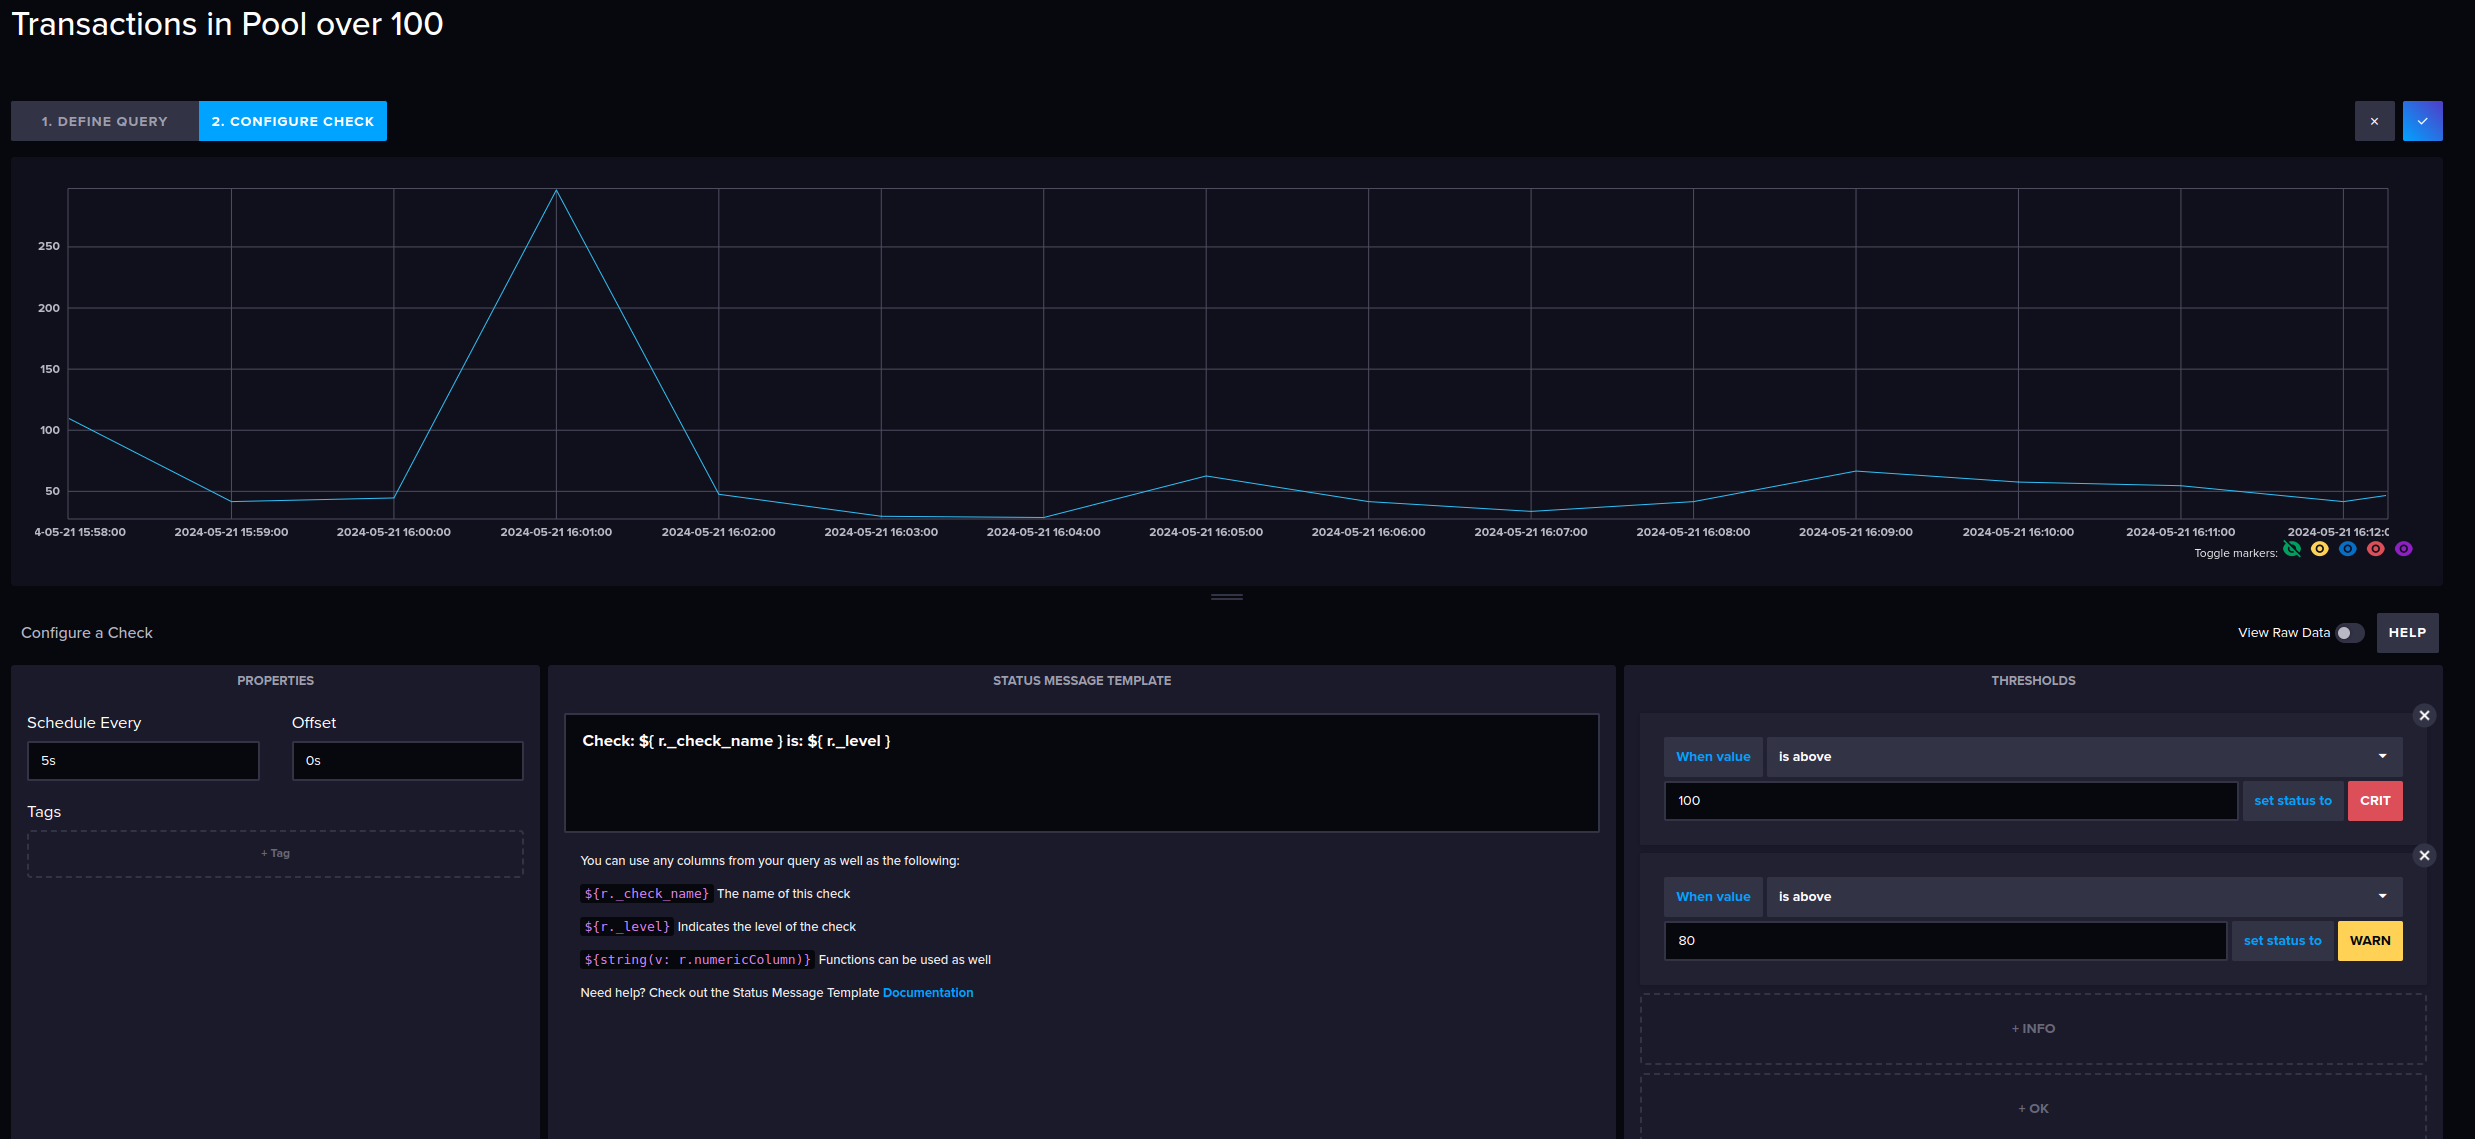 Transactions in Pool over 100
1. DEFINE QUERY
2. CONFIGURE CHECK
250
200
150
100
50
4-05-21 15:58:00
2024-05-21 15:59:00
2024-05-21 16:00:00
2024-05-21 16:01:00
2024-05-21 16:02:00
2024-05-21 16:03:00
2024-05-21 16:04:00
2024-05-21 16:05:00
2024-05-21 16:06:00
2024-05-21 16:07:00
2024-05-21 16:08:00
2024-05-21 16:09:00
2024-05-21 16:10:00
2024-05-21 16:11:00
2024-05-21 16:12:0
Toggle markers:
Configure a Check
View Raw Data
HELP
PROPERTIES
Schedule Every
Offset
5s
0s
Tags
+ Tag
STATUS MESSAGE TEMPLATE
Check: ${ r._check_name } is: ${ r._level }
You can use any columns from your query as well as the following:
${r._check_name} The name of this check
${r._level} Indicates the level of the check
${string(v: r.numericColumn)} Functions can be used as well
Need help? Check out the Status Message Template Documentation
THRESHOLDS
When value
is above
100
set status to
CRIT
When value
is above
80
set status to
WARN
+ INFO
+ OK